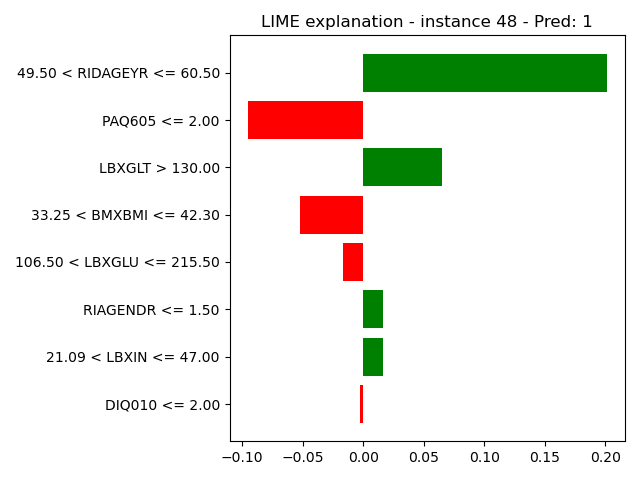 LIME explanation - instance 48 - Pred: 1
49.50 < RIDAGEYR <= 60.50
PAQ605 <= 2.00
LBXGLT > 130.00
33.25 < BMXBMI <= 42.30
106.50 < LBXGLU <= 215.50
RIAGENDR <= 1.50
21.09 < LBXIN <= 47.00
DIQ010 <= 2.00
−0.10 −0.05 0.00 0.05 0.10 0.15 0.20